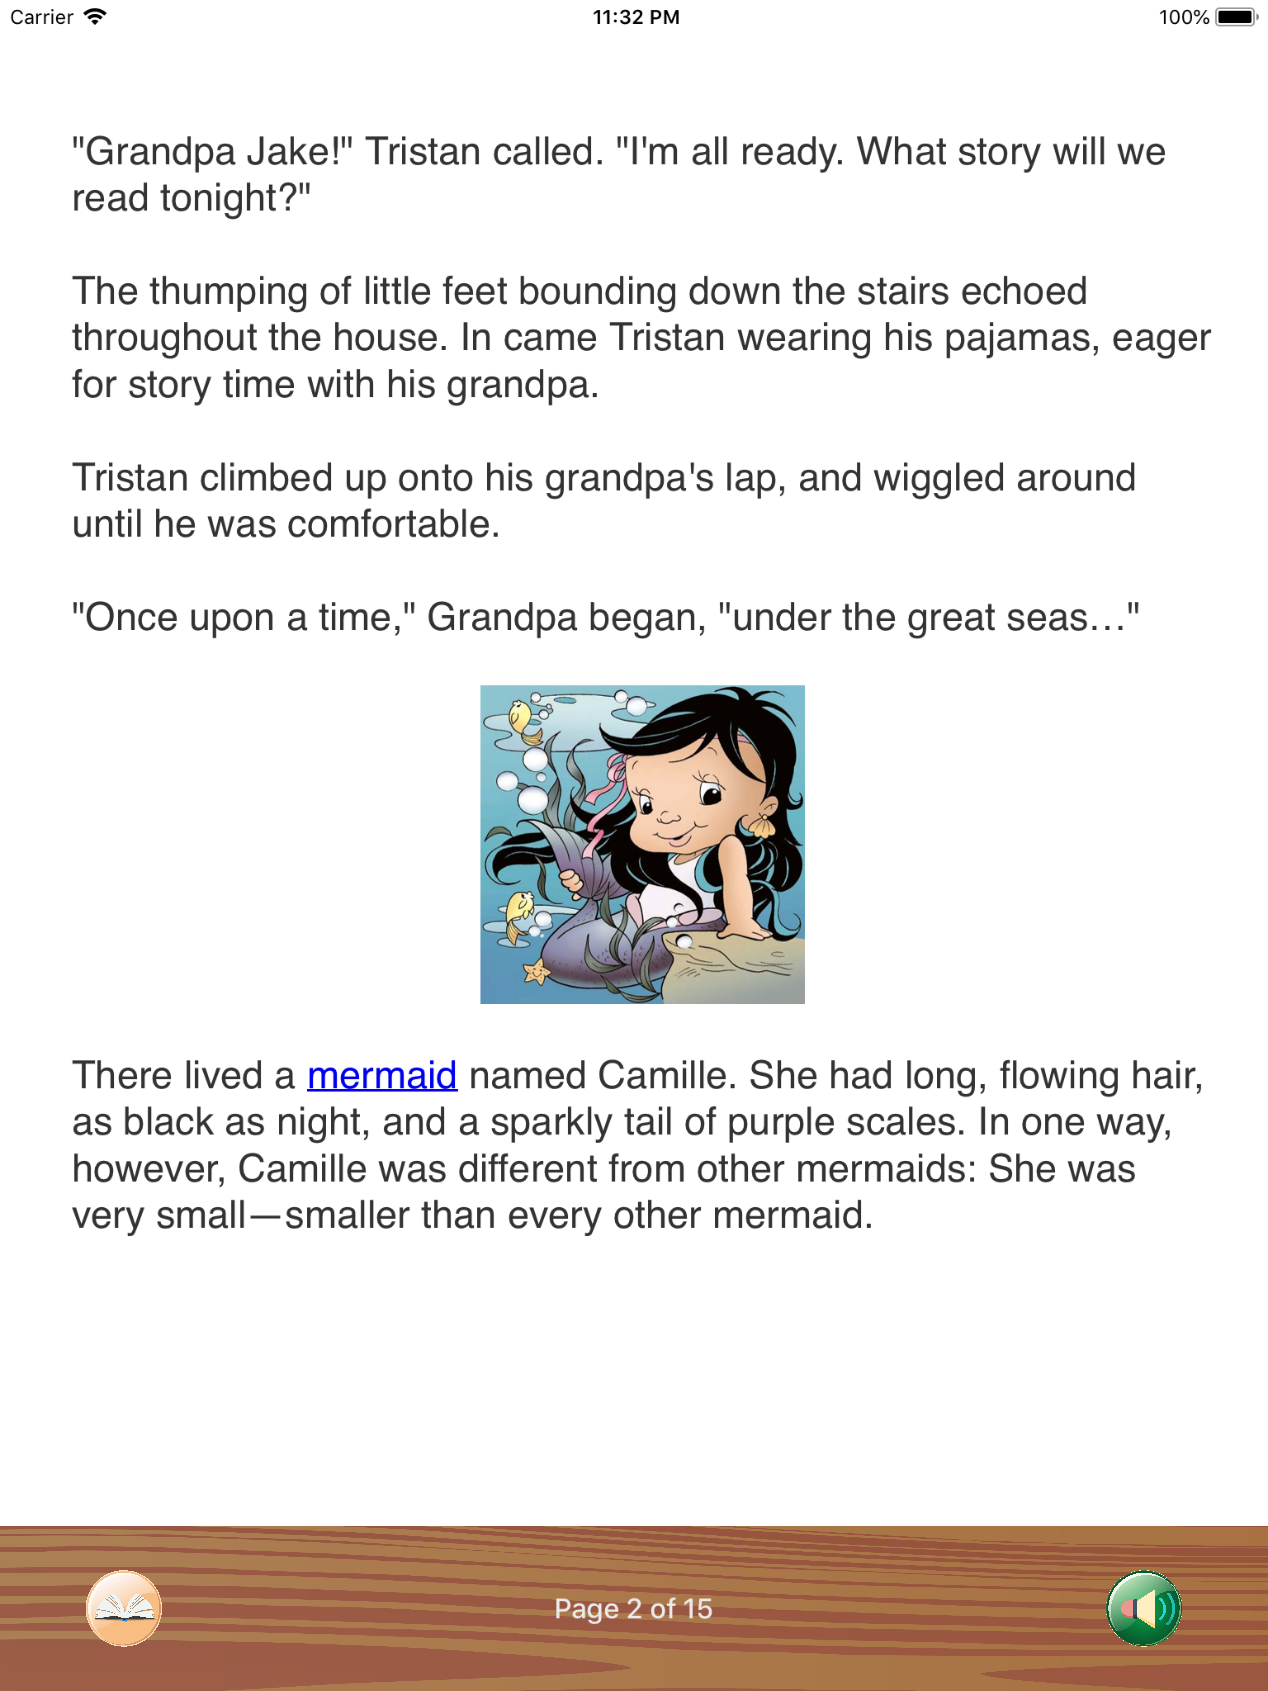 Carrier 11:32 PM 100%
"Grandpa Jake!" Tristan called. "I'm all ready. What story will we
read tonight?"
The thumping of little feet bounding down the stairs echoed
throughout the house. In came Tristan wearing his pajamas, eager
for story time with his grandpa.
Tristan climbed up onto his grandpa's lap, and wiggled around
until he was comfortable.
"Once upon a time," Grandpa began, "under the great seas…"
There lived a mermaid named Camille. She had long, flowing hair,
as black as night, and a sparkly tail of purple scales. In one way,
however, Camille was different from other mermaids: She was
very small—smaller than every other mermaid.
Page 2 of 15